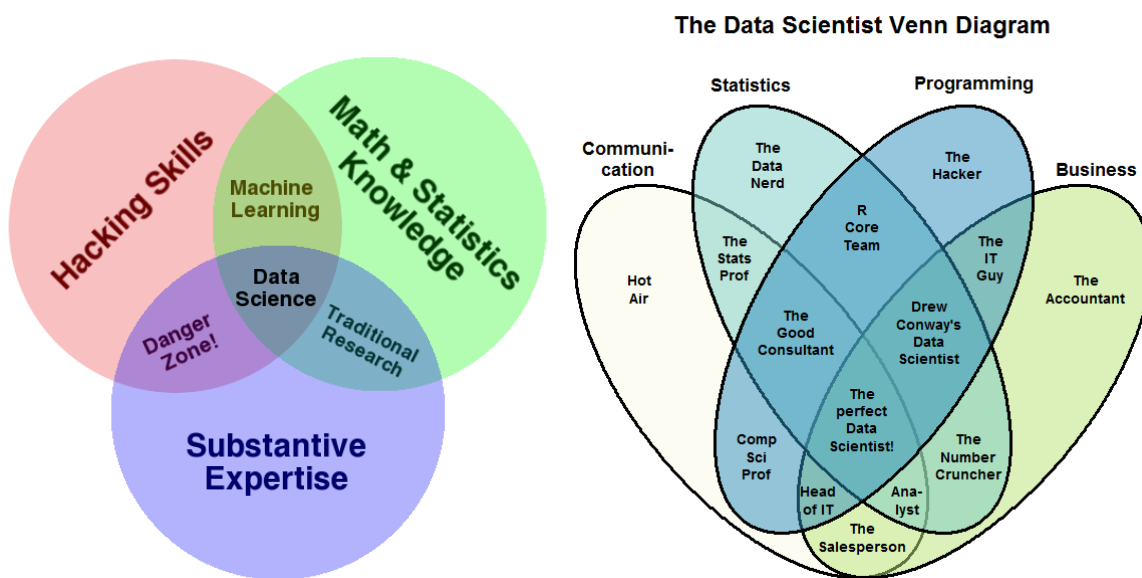 Hacking Skills
Math & Statistics
Knowledge
Machine
Learning
Data
Science
Danger
Zone!
Traditional
Research
Substantive
Expertise
The Data Scientist Venn Diagram
Communi-
cation
Statistics
Programming
Business
The
Data
Nerd
The
Hacker
R
Core
Team
The
Stats
Prof
The
IT
Guy
Hot
Air
The
Accountant
The
Good
Consultant
Drew
Conway's
Data
Scientist
The
perfect
Data
Scientist!
Comp
Sci
Prof
The
Number
Cruncher
Head
of IT
Ana-
lyst
The
Salesperson